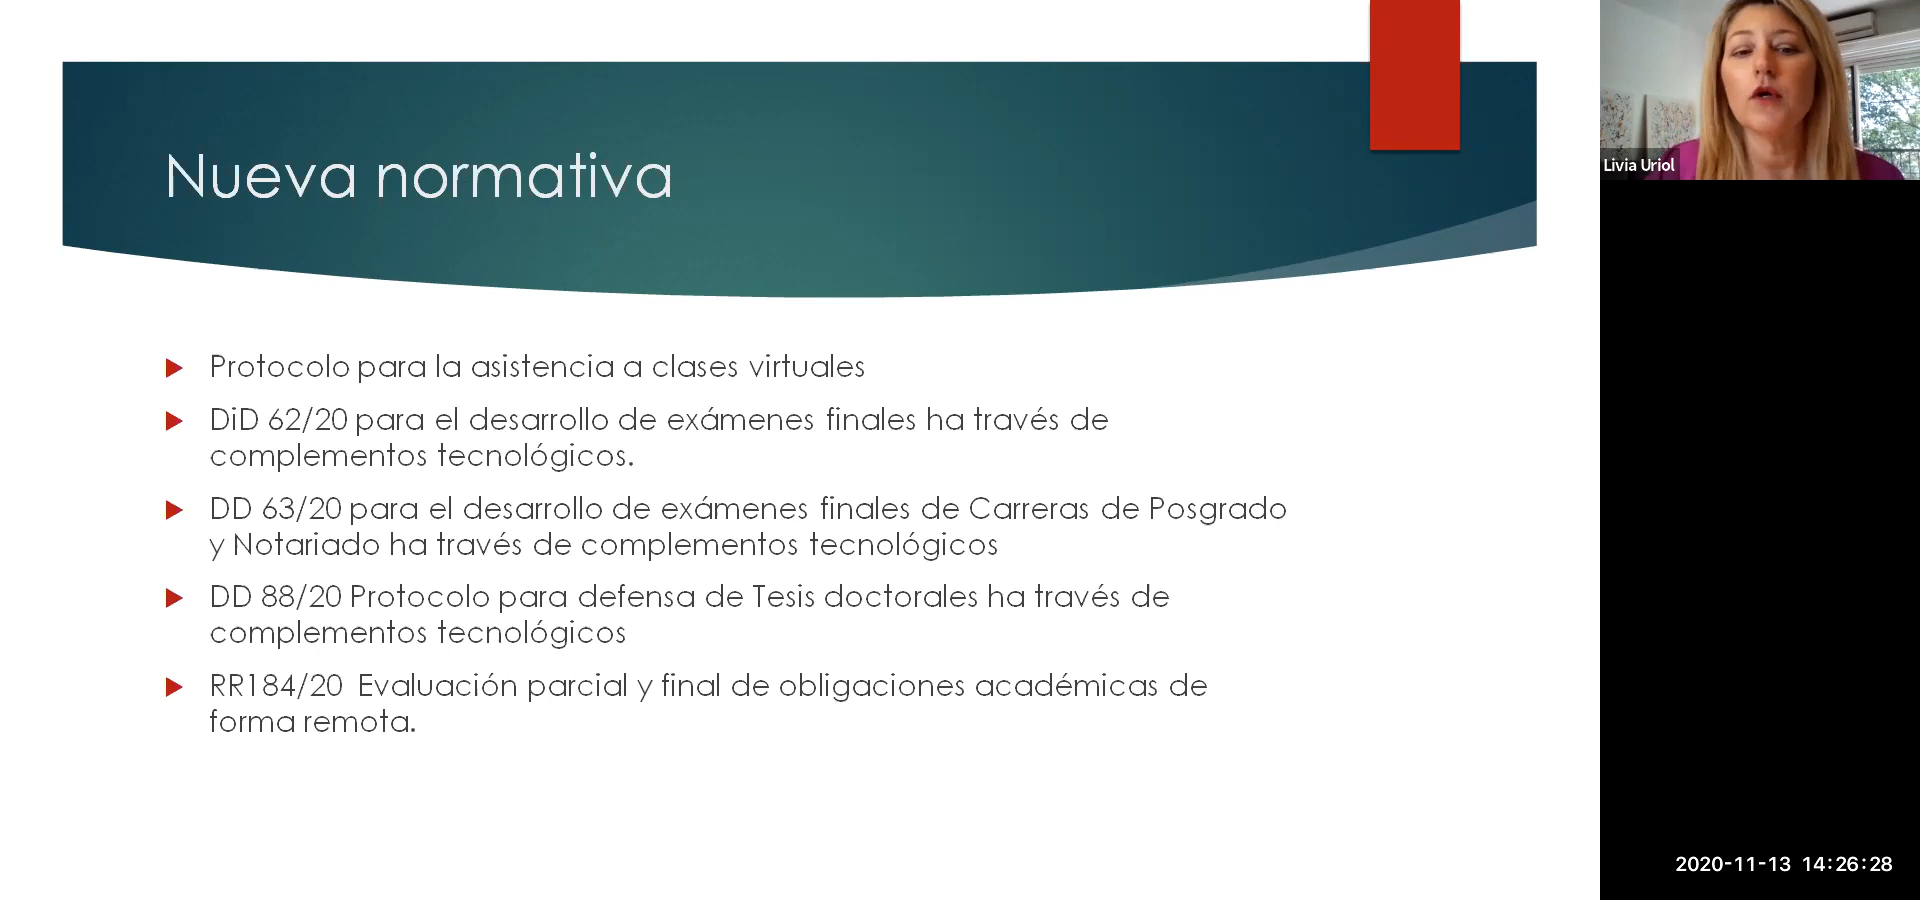 Nueva normativa
Livia Uriol
Protocolo para la asistencia a clases virtuales
DiD 62/20 para el desarrollo de exámenes finales ha través de
complementos tecnológicos.
DD 63/20 para el desarrollo de exámenes finales de Carreras de Posgrado
y Notariado ha través de complementos tecnológicos
DD 88/20 Protocolo para defensa de Tesis doctorales ha través de
complementos tecnológicos
RR184/20  Evaluación parcial y final de obligaciones académicas de
forma remota.
2020-11-13 14:26:28